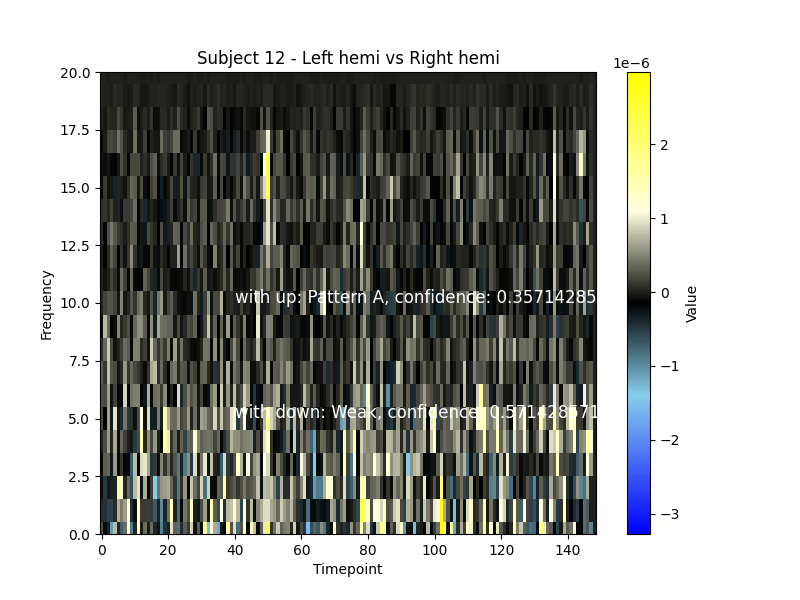 Subject 12 - Left hemi vs Right hemi
1e−6
20.0
17.5
15.0
12.5
10.0
7.5
5.0
2.5
0.0
Frequency
with up: Pattern A, confidence: 0.35714285
with down: Weak, confidence: 0.571428571
0 20 40 60 80 100 120 140
Timepoint
2
1
0
−1
−2
−3
Value